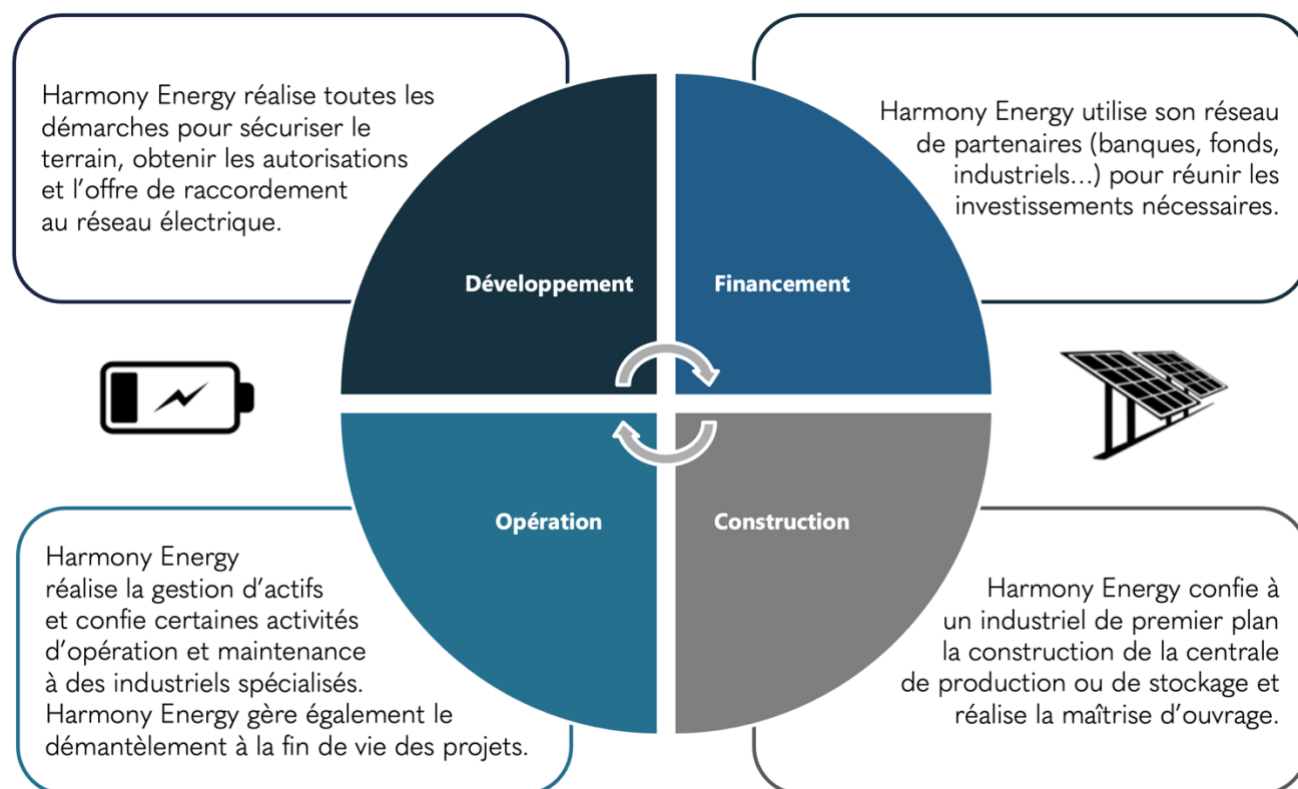 Harmony Energy réalise toutes les
démarches pour sécuriser le
terrain, obtenir les autorisations
et l’offre de raccordement
au réseau électrique.
Harmony Energy utilise son réseau
de partenaires (banques, fonds,
industriels…) pour réunir les
investissements nécessaires.
Développement
Financement
Opération
Construction
Harmony Energy
réalise la gestion d’actifs
et confie certaines activités
d’opération et maintenance
à des industriels spécialisés.
Harmony Energy gère également le
démantèlement à la fin de vie des projets.
Harmony Energy confie à
un industriel de premier plan
la construction de la centrale
de production ou de stockage et
réalise la maîtrise d’ouvrage.